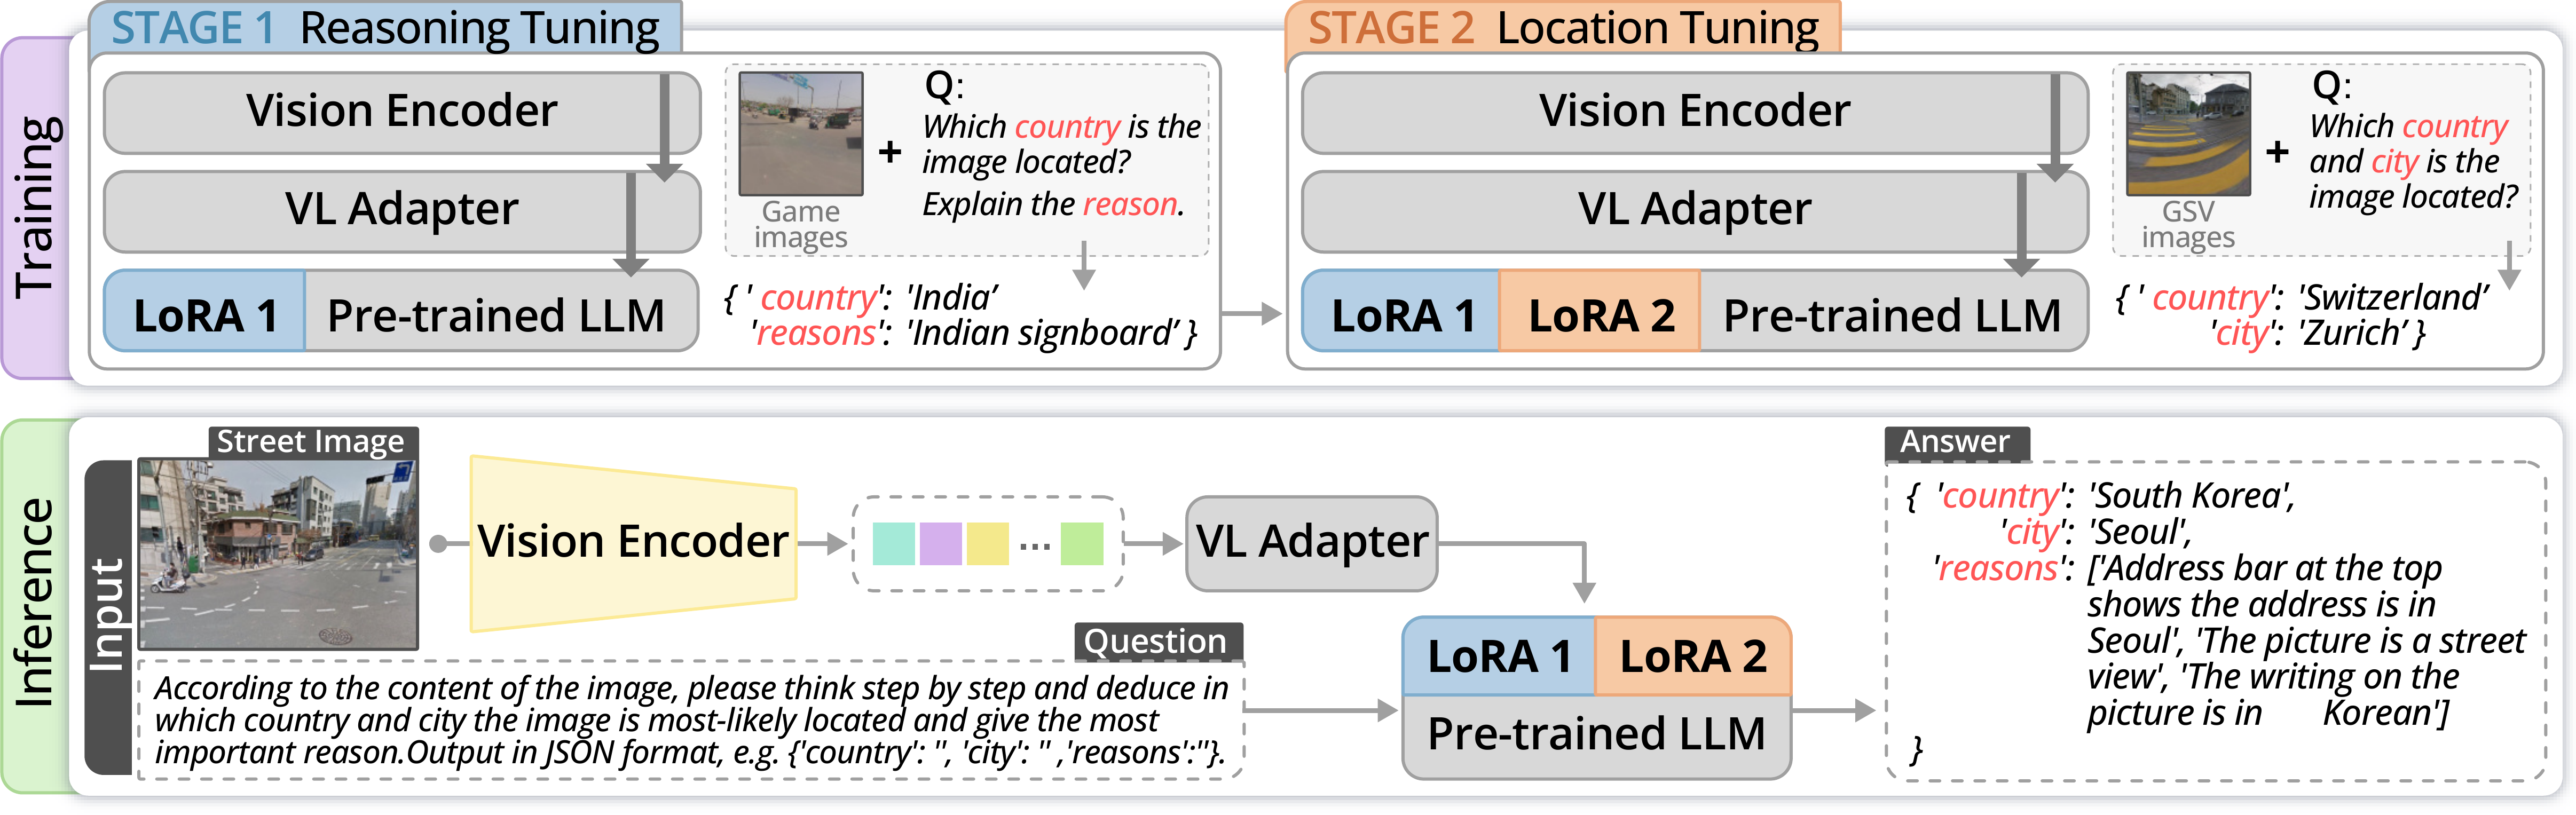 Training
STAGE 1 Reasoning Tuning
Vision Encoder
VL Adapter
LoRA 1 Pre-trained LLM
Game
images
+
Q:
Which country is the
image located?
Explain the reason.
{ ' country': 'India'
'reasons': 'Indian signboard' }
STAGE 2 Location Tuning
Vision Encoder
VL Adapter
LoRA 1 LoRA 2 Pre-trained LLM
GSV
images
+
Q:
Which country
and city is the
image located?
{ ' country': 'Switzerland'
'city': 'Zurich' }
Inference
Input
Street Image
Vision Encoder
...
VL Adapter
Question
According to the content of the image, please think step by step and deduce in
which country and city the image is most-likely located and give the most
important reason.Output in JSON format, e.g. {'country': '', 'city': '' ,'reasons':''}.
LoRA 1 LoRA 2
Pre-trained LLM
Answer
{ 'country': 'South Korea',
'city': 'Seoul',
'reasons': ['Address bar at the top
shows the address is in
Seoul', 'The picture is a street
view', 'The writing on the
picture is in Korean']
}